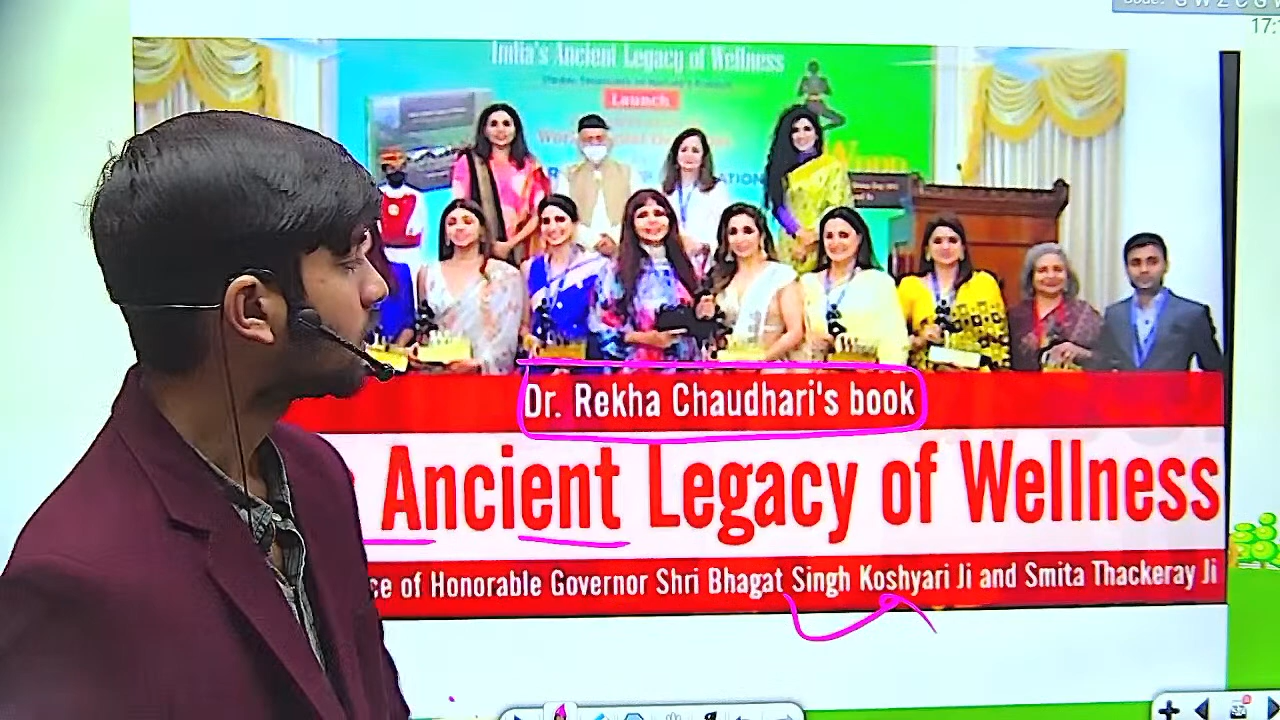 17:
India's Ancient Legacy of Wellness
Launch
Dr. Rekha Chaudhari's book
Ancient Legacy of Wellness
ce of Honorable Governor Shri Bhagat Singh Koshyari Ji and Smita Thackeray Ji